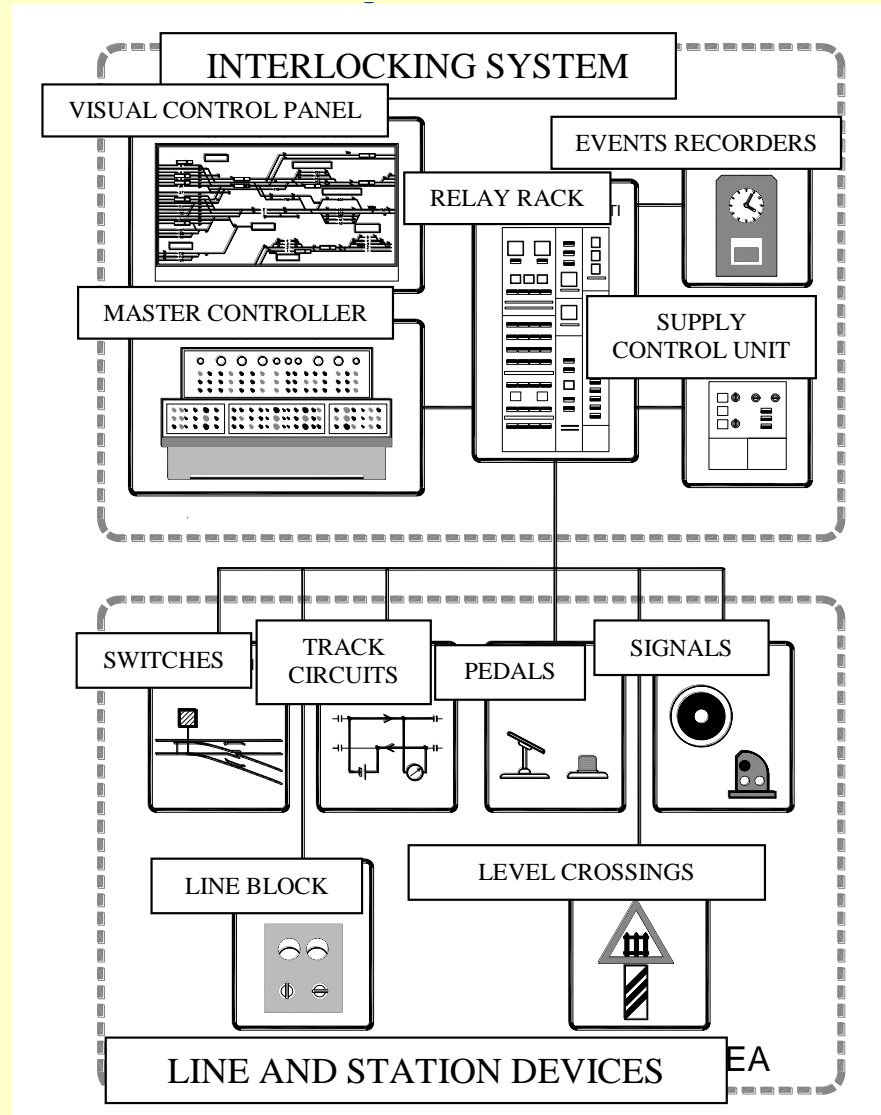 INTERLOCKING SYSTEM
VISUAL CONTROL PANEL
EVENTS RECORDERS
RELAY RACK
TI
MASTER CONTROLLER
SUPPLY
CONTROL UNIT
SWITCHES
TRACK
CIRCUITS
PEDALS
SIGNALS
LINE BLOCK
LEVEL CROSSINGS
LINE AND STATION DEVICES
EA